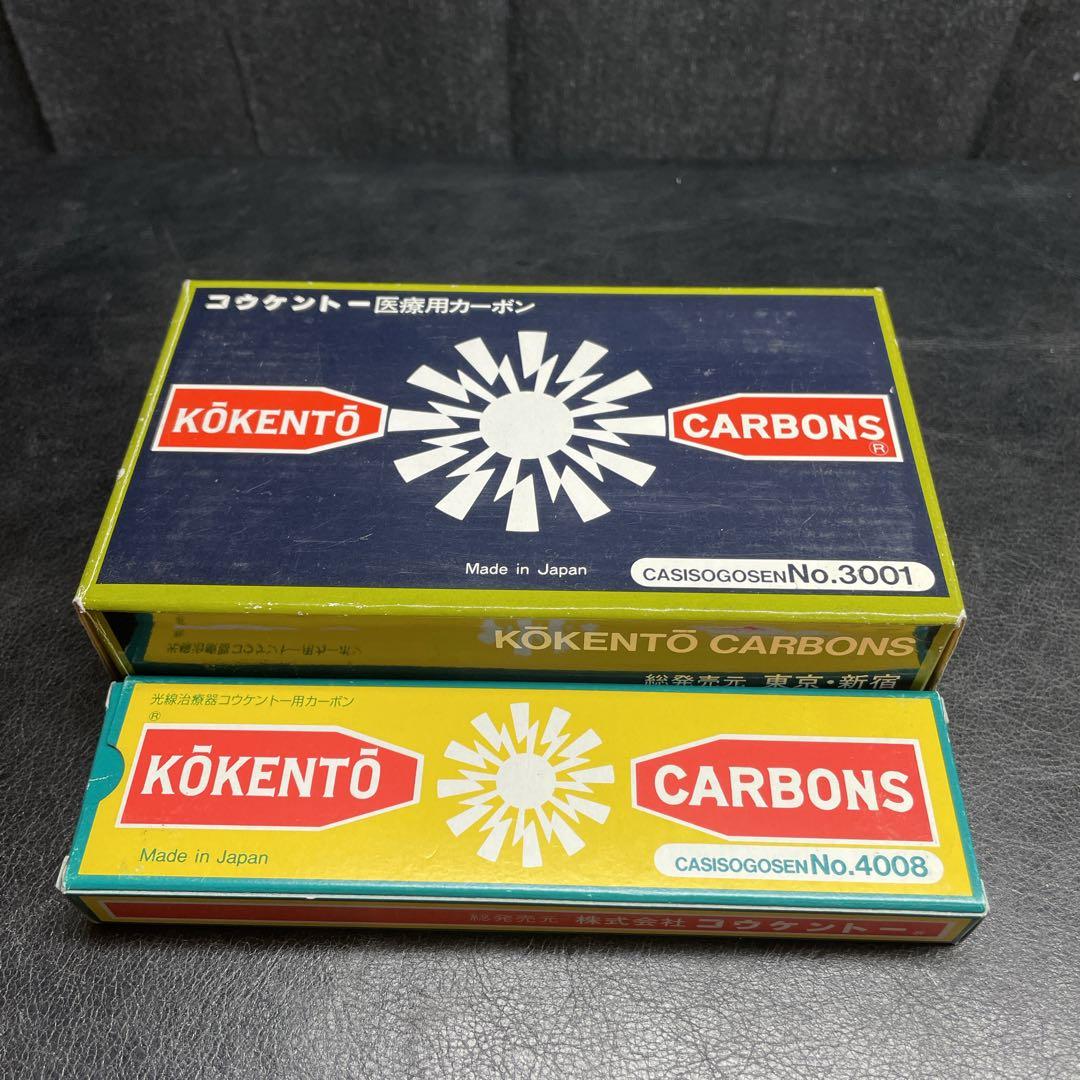 コウケントー医療用カーボン
KŌKENTŌ CARBONS
®
Made in Japan CASISOGOSEN No.3001
KŌKENTŌ CARBONS
総発売元 東京・新宿
光線治療器コウケントー用カーボン
®
KŌKENTŌ CARBONS
Made in Japan
CASISOGOSEN No.4008
総発売元 株式会社 コウケントー